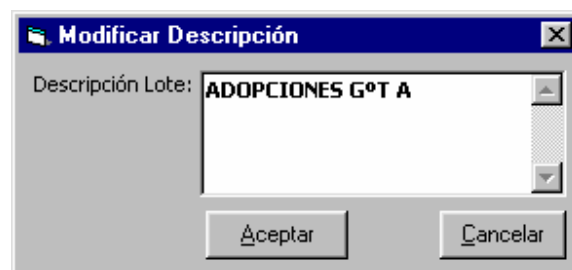 Modificar Descripción
Descripción Lote: ADOPCIONES GºT A
Aceptar Cancelar